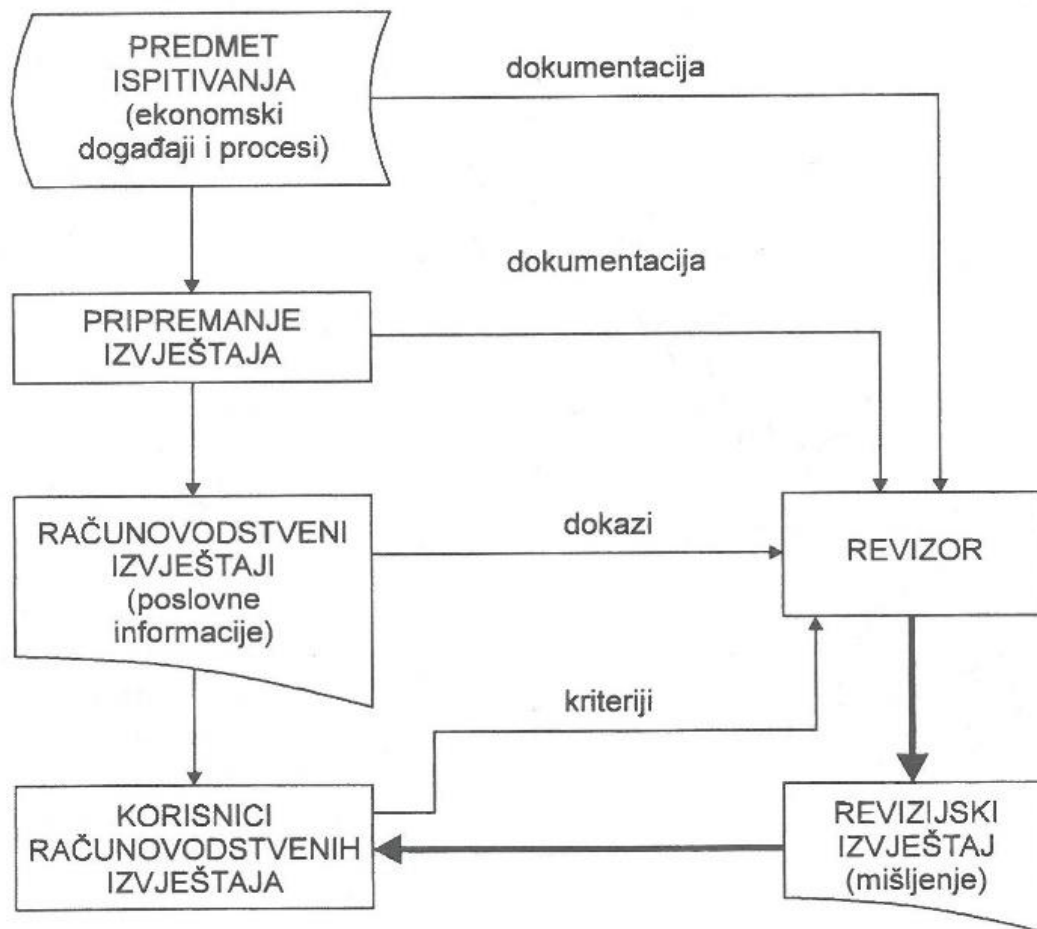 PREDMET
ISPITIVANJA
(ekonomski
događaji i procesi)
dokumentacija
dokumentacija
PRIPREMANJE
IZVJEŠTAJA
RAČUNOVODSTVENI
IZVJEŠTAJI
(poslovne
informacije)
dokazi
REVIZOR
kriteriji
KORISNICI
RAČUNOVODSTVENIH
IZVJEŠTAJA
REVIZIJSKI
IZVJEŠTAJ
(mišljenje)